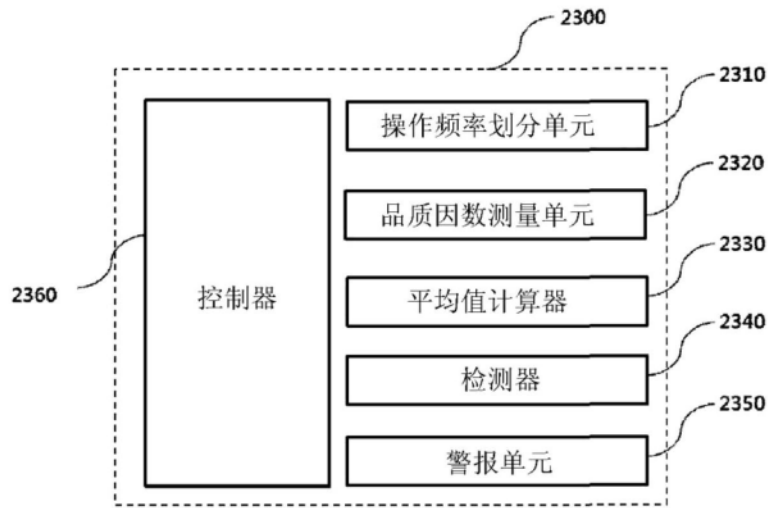 2300
2310
操作频率划分单元
2320
品质因数测量单元
2330
2360
控制器
平均值计算器
2340
检测器
2350
警报单元